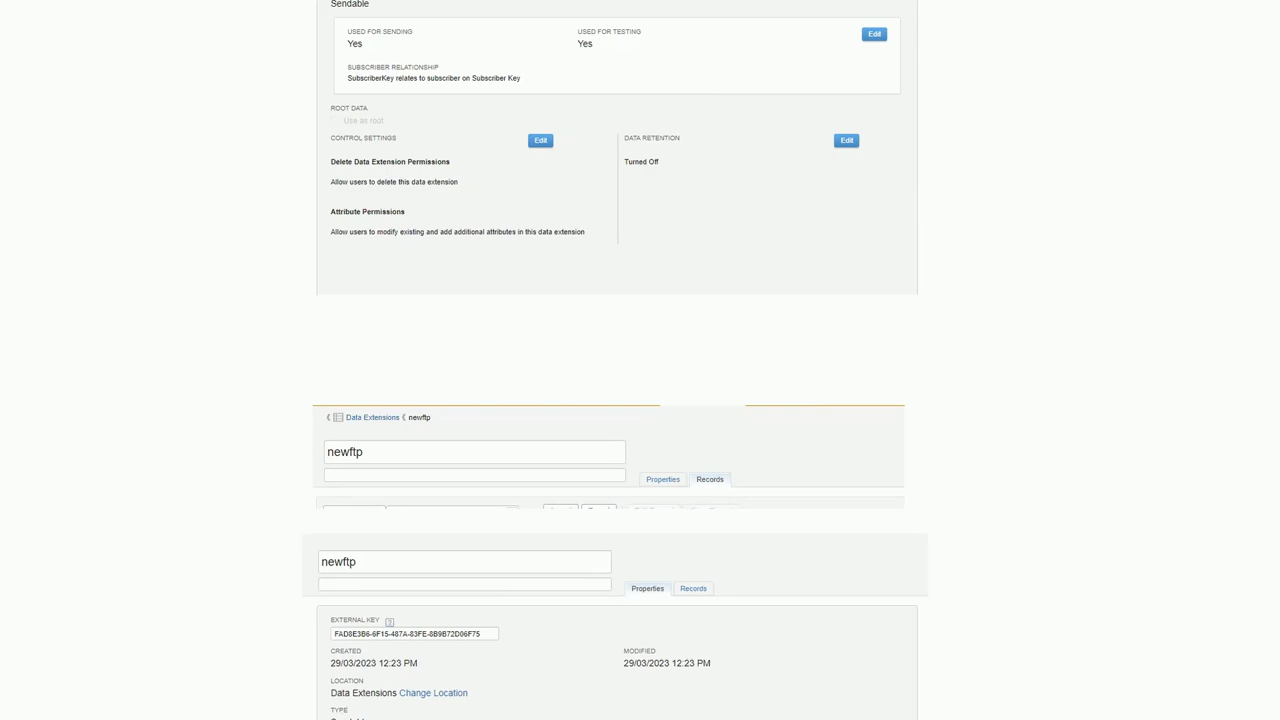 Sendable
USED FOR SENDING USED FOR TESTING Edit
Yes Yes
SUBSCRIBER RELATIONSHIP
SubscriberKey relates to subscriber on Subscriber Key
ROOT DATA
Use as root
CONTROL SETTINGS Edit DATA RETENTION Edit
Delete Data Extension Permissions Turned Off
Allow users to delete this data extension
Attribute Permissions
Allow users to modify existing and add additional attributes in this data extension
Data Extensions newftp
newftp
Properties Records
newftp
Properties Records
EXTERNAL KEY ?
FAD8E3B6-6F15-487A-83FE-8B9B72D06F75
CREATED MODIFIED
29/03/2023 12:23 PM 29/03/2023 12:23 PM
LOCATION
Data Extensions Change Location
TYPE